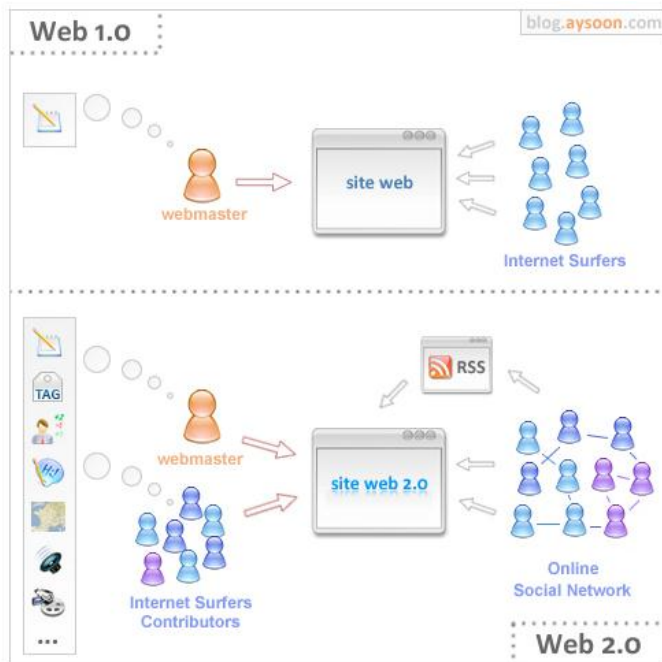 Web 1.0
blog.aysoon.com
webmaster
site web
Internet Surfers
TAG
RSS
webmaster
site web 2.0
Internet Surfers
Contributors
Online
Social Network
...
Web 2.0